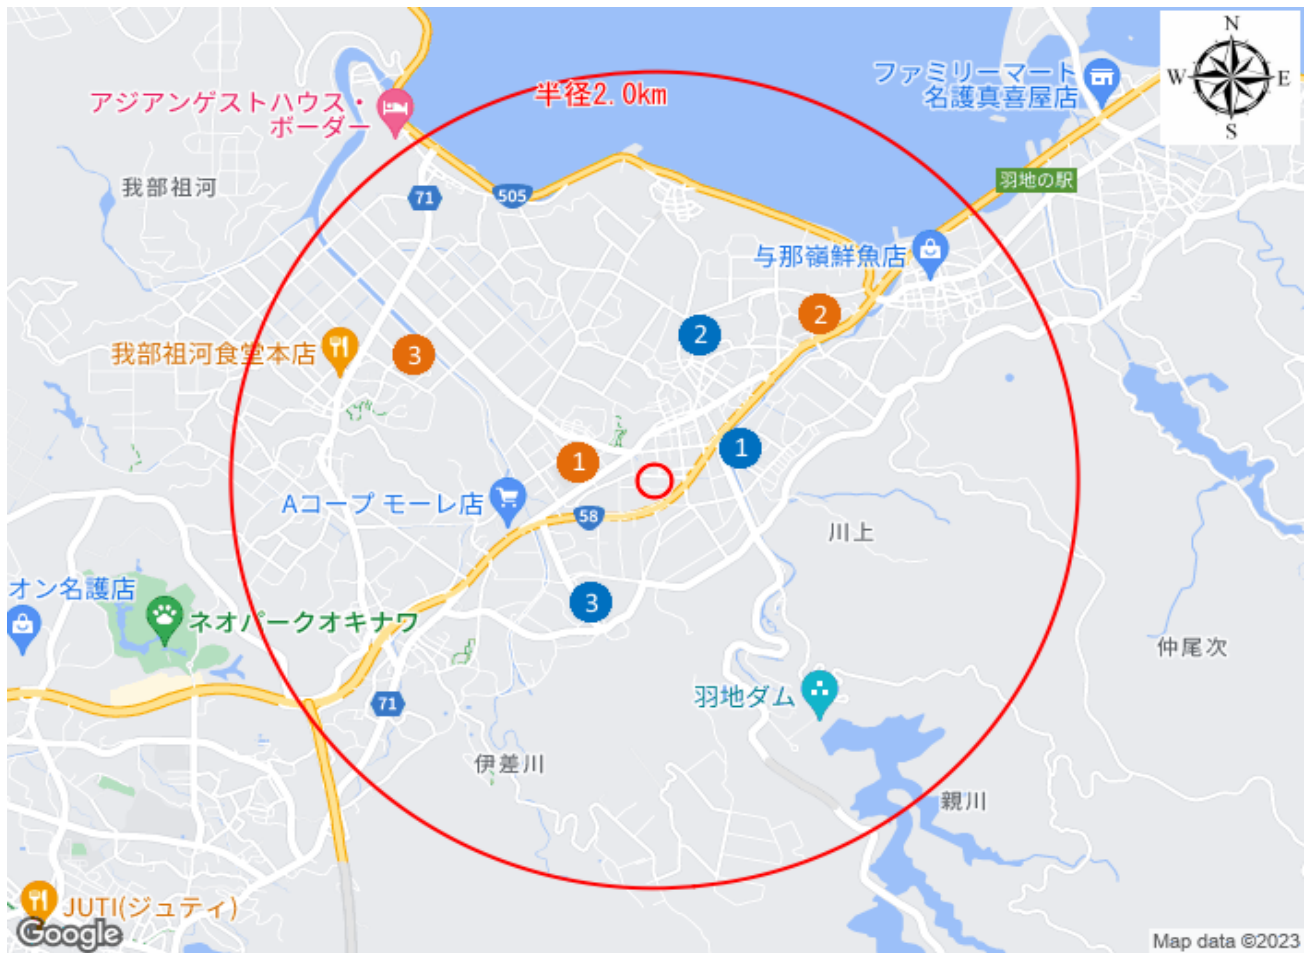 N
W
E
S
半径2.0km
ファミリーマート
名護真喜屋店
アジアンゲストハウス・
ボーダー
我部祖河
羽地の駅
71
505
与那嶺鮮魚店
2
2
我部祖河食堂本店
3
1
1
Aコープ モーレ店
58
川上
オン名護店
3
ネオパークオキナワ
仲尾次
羽地ダム
71
伊差川
親川
JUTI(ジュティ)
Google
Map data ©2023